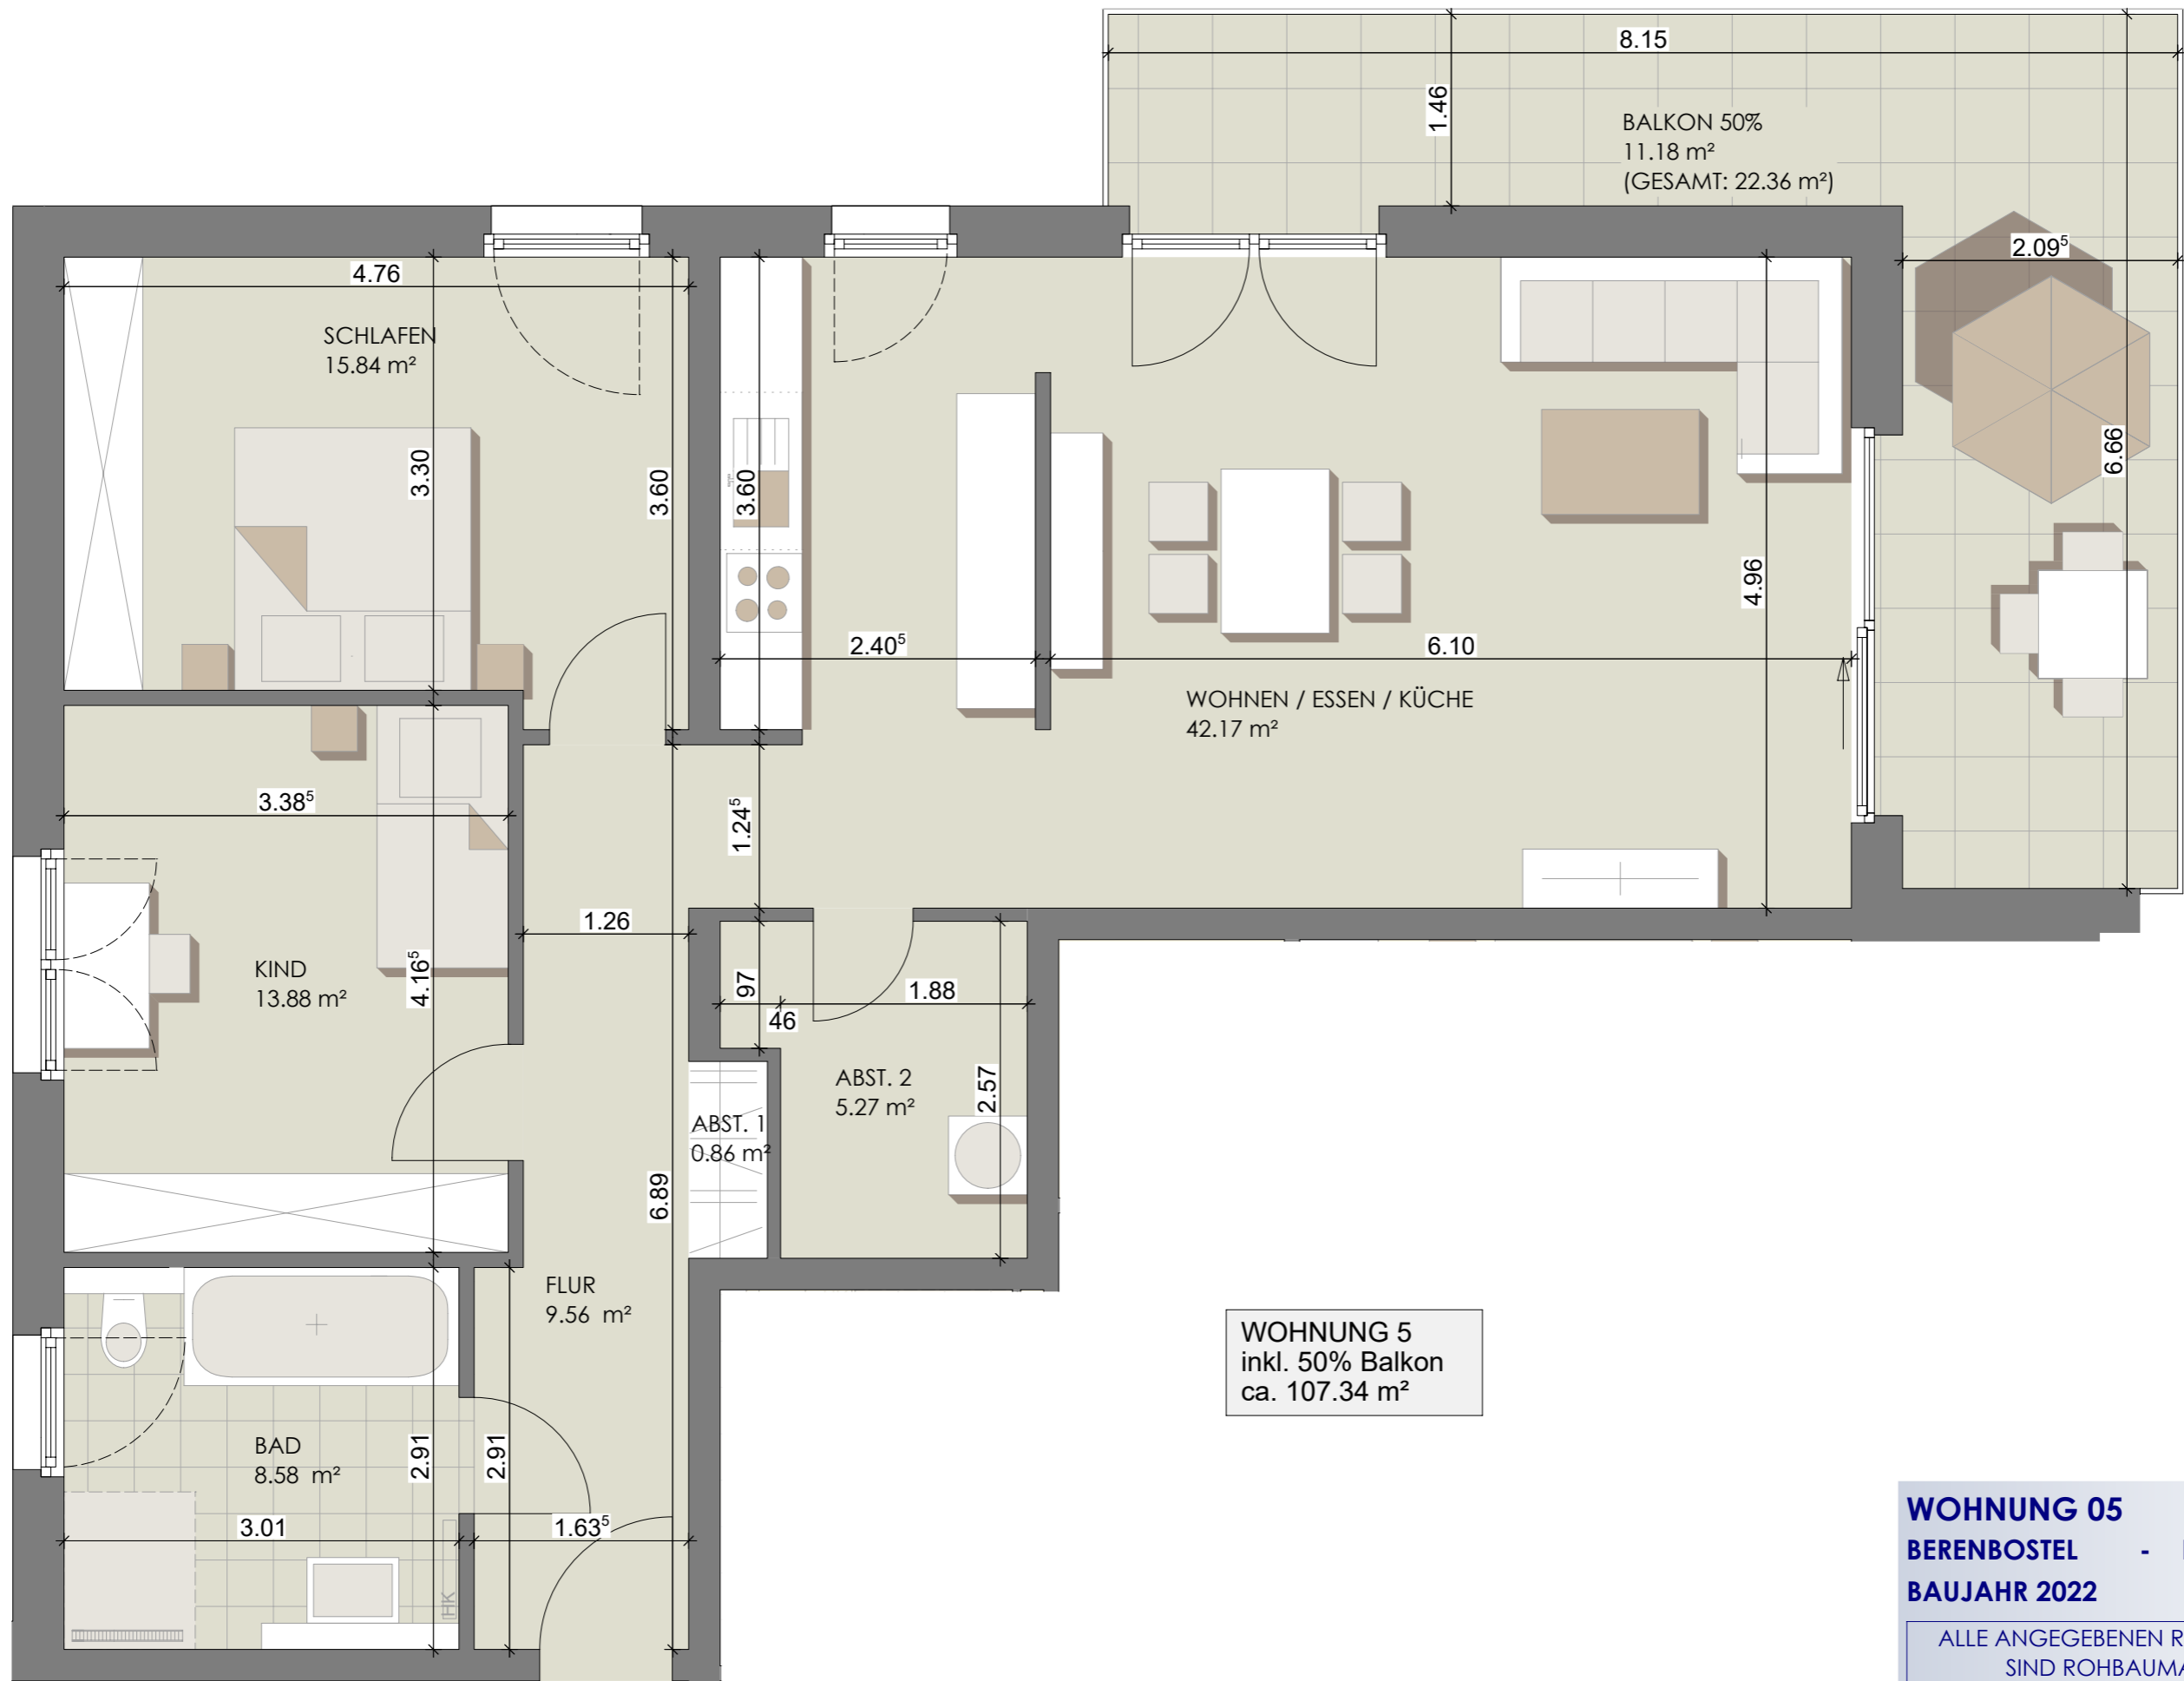 8.15
1.46
BALKON 50%
11.18 m²
(GESAMT: 22.36 m²)
2.09⁵
4.76
SCHLAFEN
15.84 m²
3.30
3.60
3.60
6.66
4.96
2.40⁵
6.10
WOHNEN / ESSEN / KÜCHE
42.17 m²
3.38⁵
1.24⁵
1.26
KIND
13.88 m²
4.16⁵
97
1.88
46
ABST. 2
5.27 m²
2.57
ABST. 1
0.86 m²
6.89
FLUR
9.56 m²
WOHNUNG 5
inkl. 50% Balkon
ca. 107.34 m²
BAD
8.58 m²
2.91
2.91
3.01
1.63⁵
HK
WOHNUNG 05
BERENBOSTEL -
BAUJAHR 2022
ALLE ANGEGEBENEN
SIND